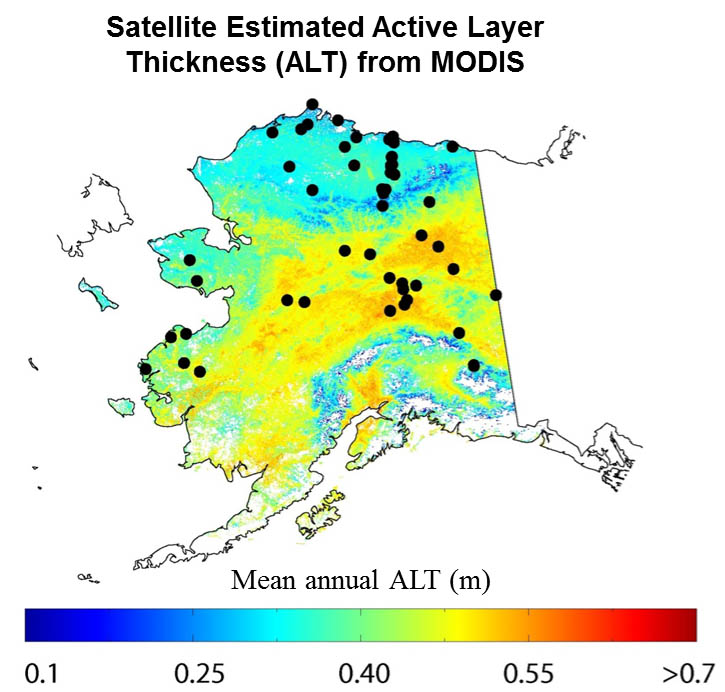 Satellite Estimated Active Layer
Thickness (ALT) from MODIS
Mean annual ALT (m)
0.1 0.25 0.40 0.55 >0.7